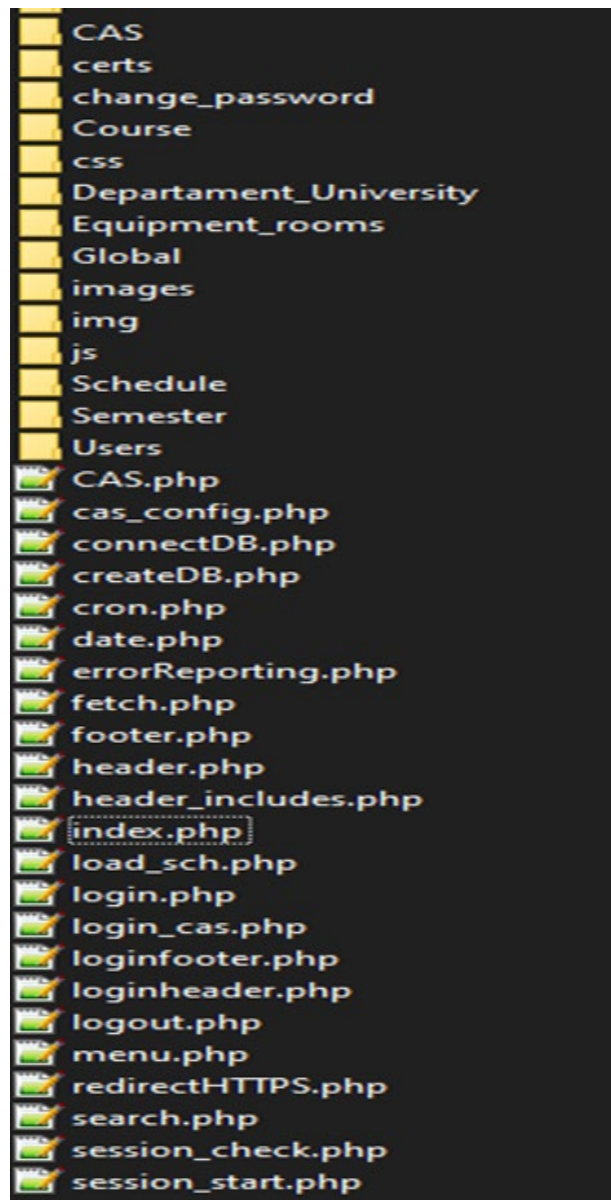 CAS
certs
change_password
Course
css
Departament_University
Equipment_rooms
Global
images
img
js
Schedule
Semester
Users
CAS.php
cas_config.php
connectDB.php
createDB.php
cron.php
date.php
errorReporting.php
fetch.php
footer.php
header.php
header_includes.php
index.php
load_sch.php
login.php
login_cas.php
loginfooter.php
loginheader.php
logout.php
menu.php
redirectHTTPS.php
search.php
session_check.php
session_start.php